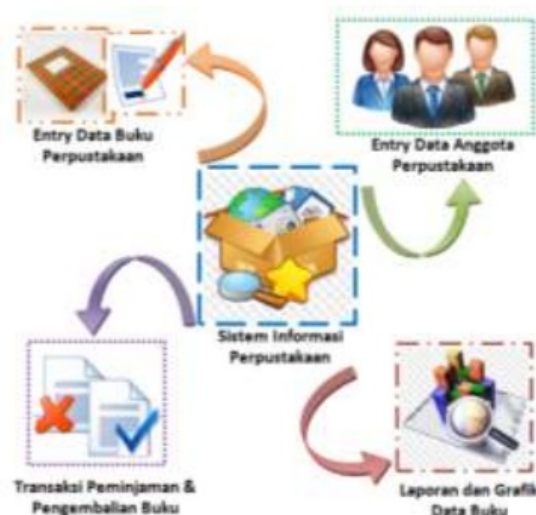 Entry Data Buku
Perpustakaan
Entry Data Anggota
Perpustakaan
Sistem Informasi
Perpustakaan
Transaksi Peminjaman &
Pengembalian Buku
Laporan dan Grafik
Data Buku